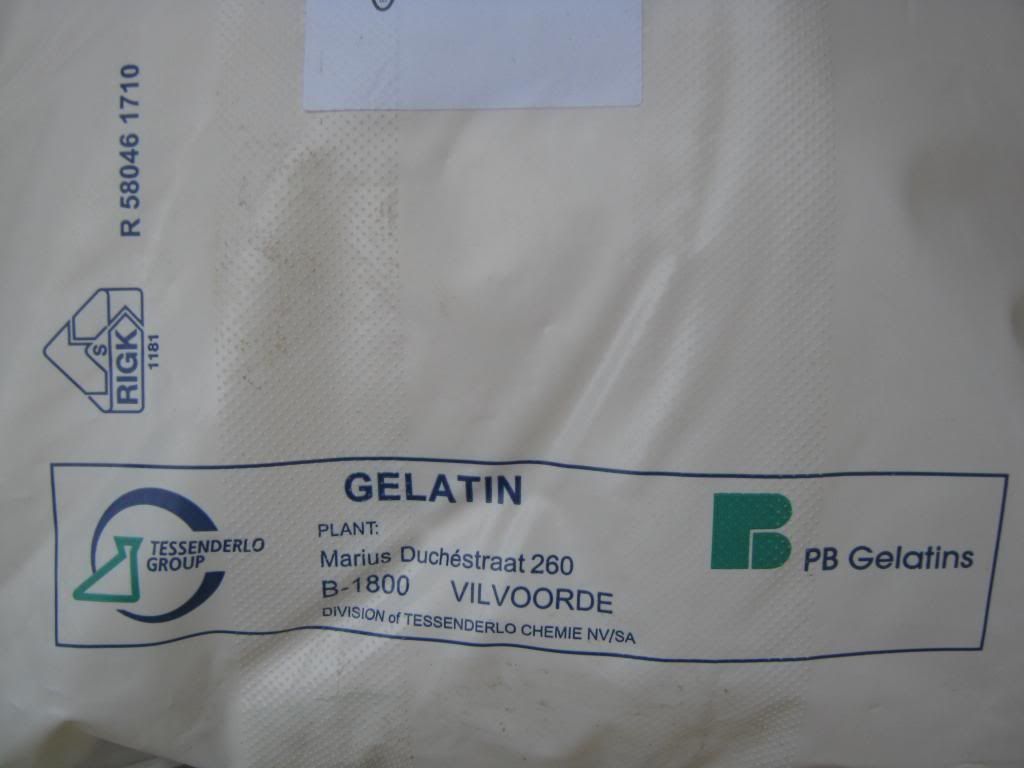 R 58046 1710
S
RIGK
1181
GELATIN
TESSENDERLO
GROUP
PLANT:
Marius Duchéstraat 260
B-1800 VILVOORDE
DIVISION of TESSENDERLO CHEMIE NV/SA
PB Gelatins